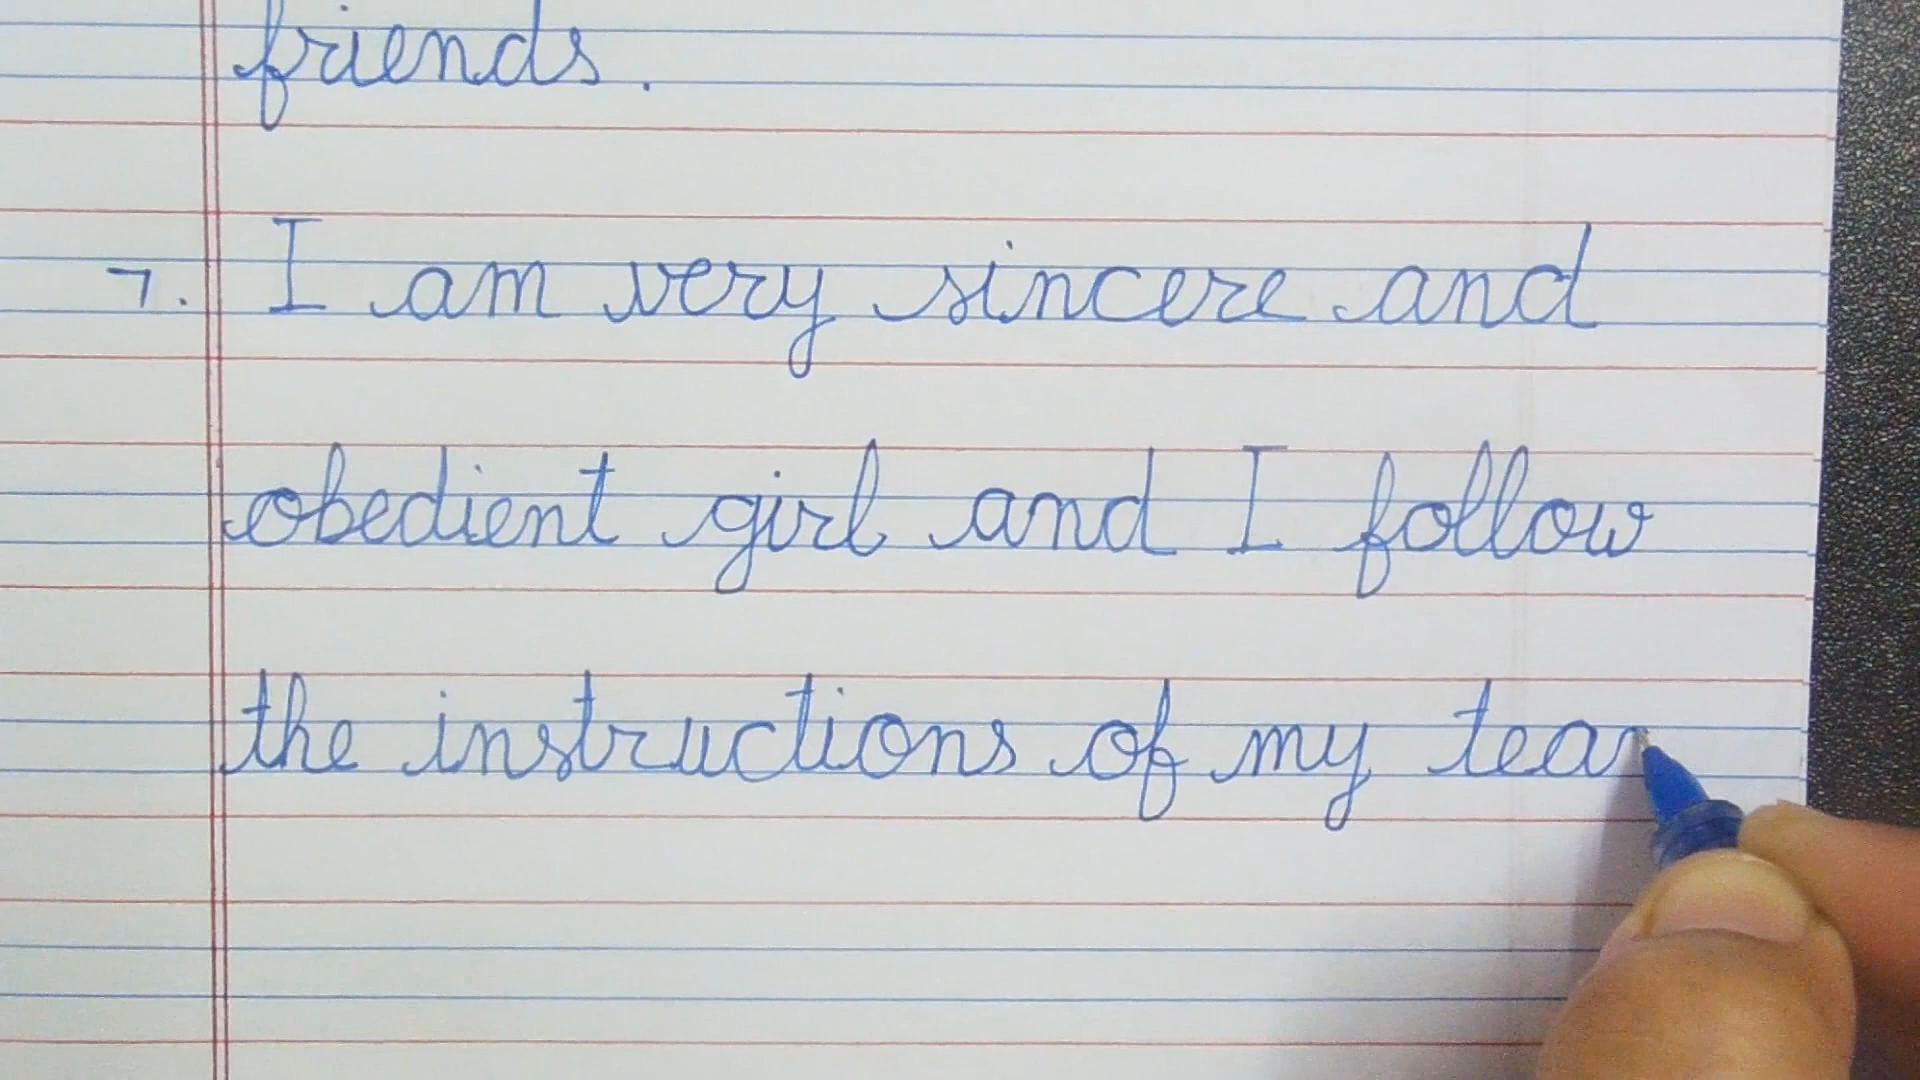 friends.
7. I am very sincere and
obedient girl and I follow
the instructions of my tea